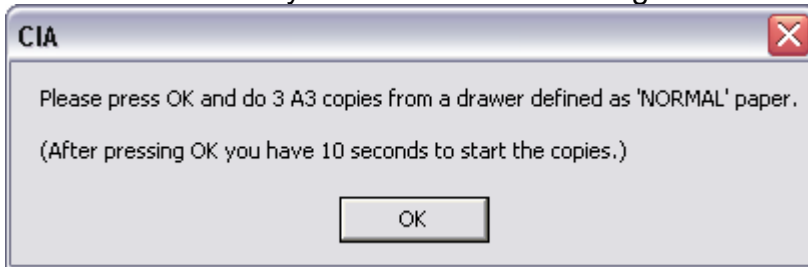 CIA
Please press OK and do 3 A3 copies from a drawer defined as 'NORMAL' paper.
(After pressing OK you have 10 seconds to start the copies.)
OK